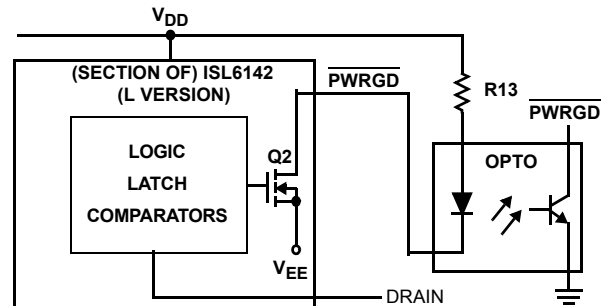 VDD
(SECTION OF) ISL6142
(L VERSION)
PWRGD
R13
PWRGD
OPTO
LOGIC
LATCH
COMPARATORS
Q2
VEE
DRAIN